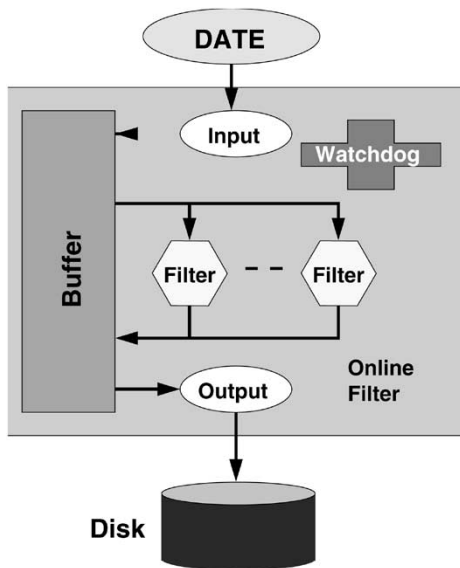 DATE
Input
Watchdog
Buffer
Filter
Filter
Online
Filter
Output
Disk